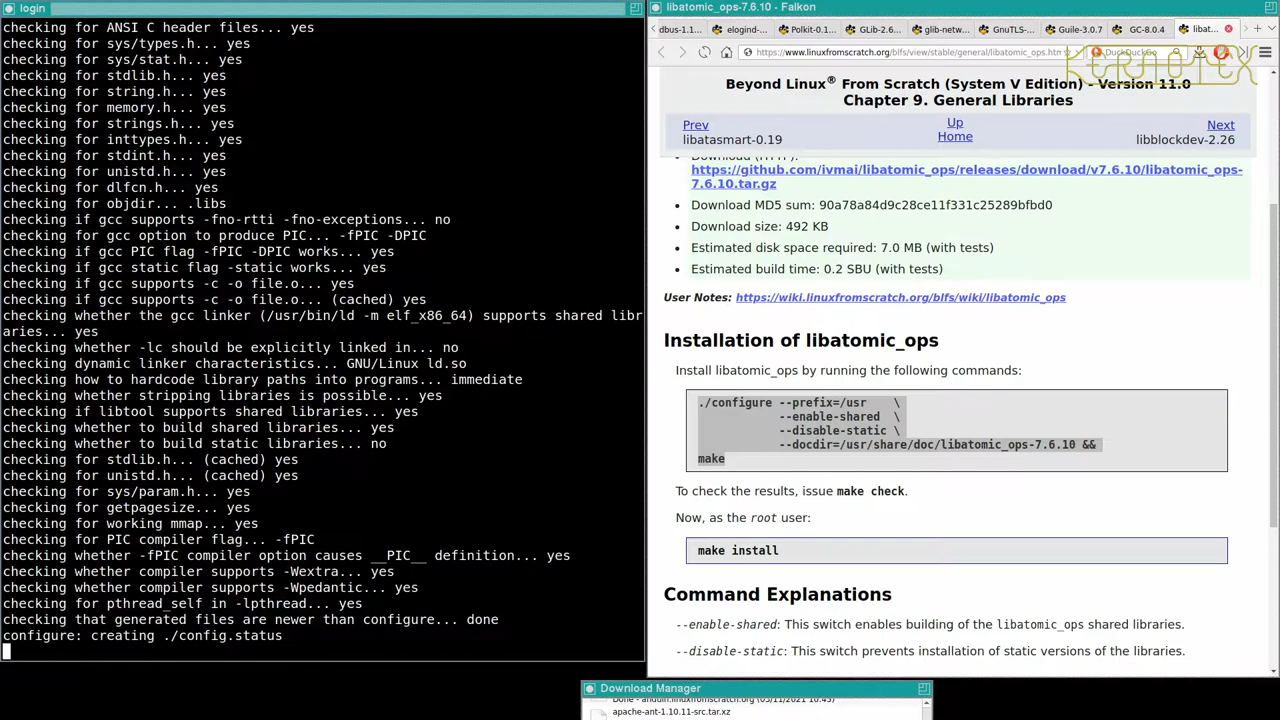 login
checking for ANSI C header files... yes
checking for sys/types.h... yes
checking for sys/stat.h... yes
checking for stdlib.h... yes
checking for string.h... yes
checking for memory.h... yes
checking for strings.h... yes
checking for inttypes.h... yes
checking for stdint.h... yes
checking for unistd.h... yes
checking for dlfcn.h... yes
checking for objdir... .libs
checking if gcc supports -fno-rtti -fno-exceptions... no
checking for gcc option to produce PIC... -fPIC -DPIC
checking if gcc PIC flag -fPIC -DPIC works... yes
checking if gcc static flag -static works... yes
checking if gcc supports -c -o file.o... yes
checking if gcc supports -c -o file.o... (cached) yes
checking whether the gcc linker (/usr/bin/ld -m elf_x86_64) supports shared libr
aries... yes
checking whether -lc should be explicitly linked in... no
checking dynamic linker characteristics... GNU/Linux ld.so
checking how to hardcode library paths into programs... immediate
checking whether stripping libraries is possible... yes
checking if libtool supports shared libraries... yes
checking whether to build shared libraries... yes
checking whether to build static libraries... no
checking for stdlib.h... (cached) yes
checking for unistd.h... (cached) yes
checking for sys/param.h... yes
checking for getpagesize... yes
checking for working mmap... yes
checking for PIC compiler flag... -fPIC
checking whether -fPIC compiler option causes __PIC__ definition... yes
checking whether compiler supports -Wextra... yes
checking whether compiler supports -Wpedantic... yes
checking for pthread_self in -lpthread... yes
checking that generated files are newer than configure... done
configure: creating ./config.status
libatomic_ops-7.6.10 - Falkon
dbus-1.1... elogind-... Polkit-0.1... GLib-2.6... glib-netw... GnuTLS-... Guile-3.0.7 GC-8.0.4 libat...
https://www.linuxfromscratch.org/blfs/view/stable/general/libatomic_ops.htm DuckDuckGo
KERNOTEX
Beyond Linux® From Scratch (System V Edition) - Version 11.0
Chapter 9. General Libraries
Prev Up Next
libatasmart-0.19 Home libblockdev-2.26
Download (HTTP):
https://github.com/ivmai/libatomic_ops/releases/download/v7.6.10/libatomic_ops-
7.6.10.tar.gz
Download MD5 sum: 90a78a84d9c28ce11f331c25289bfbd0
Download size: 492 KB
Estimated disk space required: 7.0 MB (with tests)
Estimated build time: 0.2 SBU (with tests)
User Notes: https://wiki.linuxfromscratch.org/blfs/wiki/libatomic_ops
Installation of libatomic_ops
Install libatomic_ops by running the following commands:
./configure --prefix=/usr \
--enable-shared \
--disable-static \
--docdir=/usr/share/doc/libatomic_ops-7.6.10 &&
make
To check the results, issue make check.
Now, as the root user:
make install
Command Explanations
--enable-shared: This switch enables building of the libatomic_ops shared libraries.
--disable-static: This switch prevents installation of static versions of the libraries.
Download Manager
Done - anduin.linuxfromscratch.org (05/11/2021 10:45)
apache-ant-1.10.11-src.tar.xz